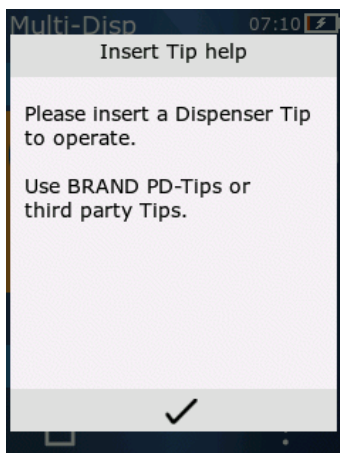 Multi-Disp 07:10
Insert Tip help
Please insert a Dispenser Tip
to operate.
Use BRAND PD-Tips or
third party Tips.